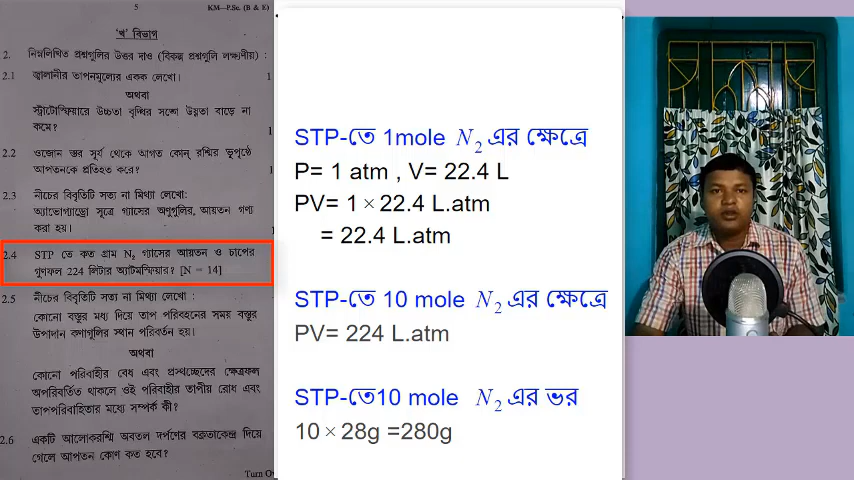 5 KM—P.Sc. (B & E)
'খ' বিভাগ
2. নিম্নলিখিত প্রশ্নগুলির উত্তর দাও (বিকল্প প্রশ্নগুলি লক্ষ্যণীয়) :
2.1 জ্বালানীর তাপনমূল্যের একক লেখো। 1
অথবা
স্ট্র্যাটোস্ফিয়ারে উচ্চতা বৃদ্ধির সঙ্গে উষ্ণতা বাড়ে না
কমে? 1
2.2 ওজোন স্তর সূর্য থেকে আগত কোন্ রশ্মির ভূপৃষ্ঠে
আপতনকে প্রতিহত করে? 1
2.3 নীচের বিবৃতিটি সত্য না মিথ্যা লেখো:
অ্যাভোগাড্রো সূত্রে গ্যাসের অণুগুলির, আয়তন গণ্য
করা হয়। 1
2.4 STP তে কত গ্রাম N₂ গ্যাসের আয়তন ও চাপের
গুণফল 224 লিটার অ্যাটমস্ফিয়ার? [N = 14]
2.5 নীচের বিবৃতিটি সত্য না মিথ্যা লেখো :
কোনো বস্তুর মধ্য দিয়ে তাপ পরিবহনের সময় বস্তুর
উপাদান কণাগুলির স্থান পরিবর্তন হয়।
অথবা
কোনো পরিবাহীর বেধ এবং প্রস্থচ্ছেদের ক্ষেত্রফল
অপরিবর্তিত থাকলে ওই পরিবাহীর তাপীয় রোধ এবং
তাপপরিবাহিতার মধ্যে সম্পর্ক কী?
2.6 একটি আলোকরশ্মি অবতল দর্পণের বক্রতাকেন্দ্র দিয়ে
গেলে আপতন কোণ কত হবে?
Turn O
STP-তে 1mole N₂ এর ক্ষেত্রে
P= 1 atm , V= 22.4 L
PV= 1 × 22.4 L.atm
= 22.4 L.atm
STP-তে 10 mole N₂ এর ক্ষেত্রে
PV= 224 L.atm
STP-তে10 mole N₂ এর ভর
10 × 28g =280g